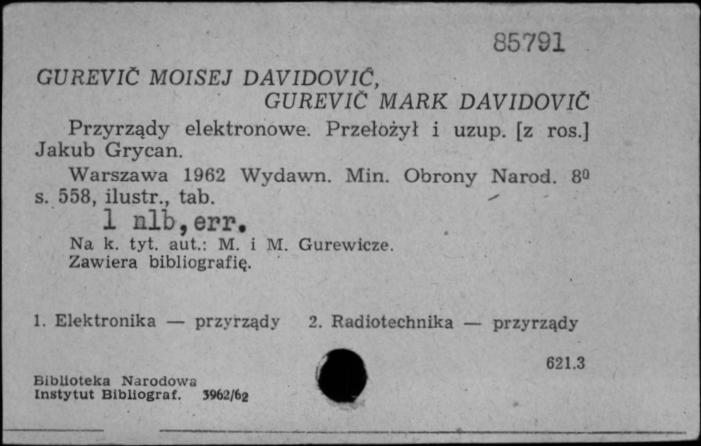 85791
GUREVIČ MOISEJ DAVIDOVIČ,
GUREVIČ MARK DAVIDOVIČ
Przyrządy elektronowe. Przełożył i uzup. [z ros.]
Jakub Grycan.
Warszawa 1962 Wydawn. Min. Obrony Narod. 8⁰
s. 558, ilustr., tab.
1 nlb,err.
Na k. tyt. aut.: M. i M. Gurewicze.
Zawiera bibliografię.
1. Elektronika — przyrządy 2. Radiotechnika — przyrządy
621.3
Biblioteka Narodowa
Instytut Bibliograf. 3962/62